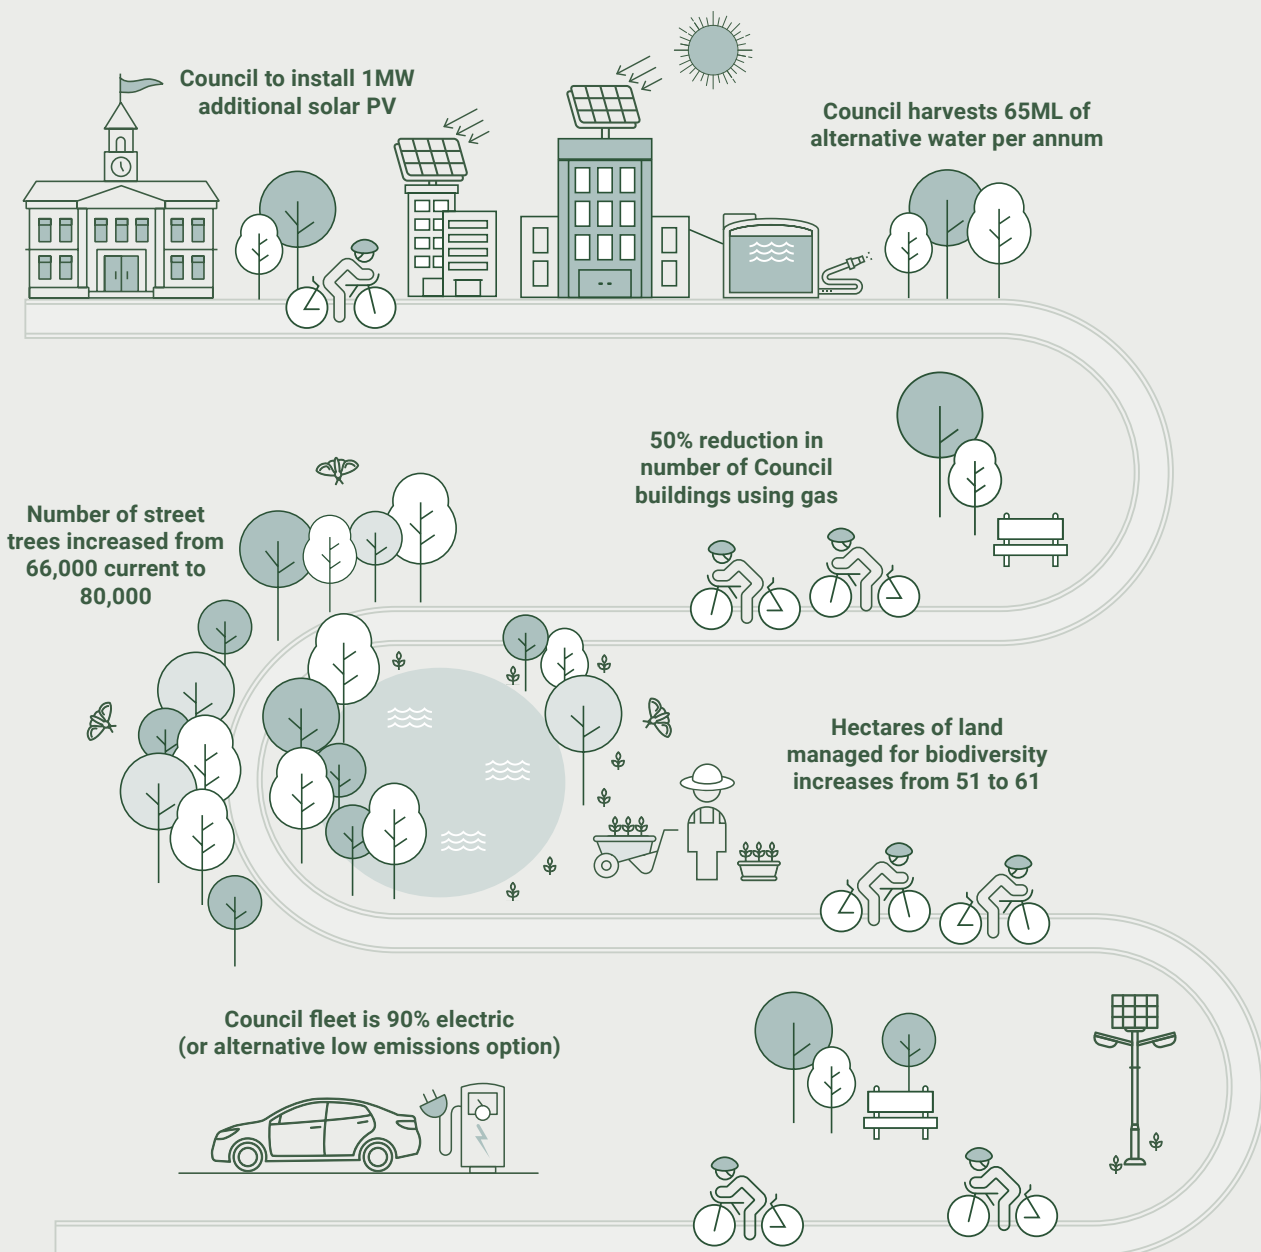 Council to install 1MW
additional solar PV
Council harvests 65ML of
alternative water per annum
50% reduction in
number of Council
buildings using gas
Number of street
trees increased from
66,000 current to
80,000
Hectares of land
managed for biodiversity
increases from 51 to 61
Council fleet is 90% electric
(or alternative low emissions option)